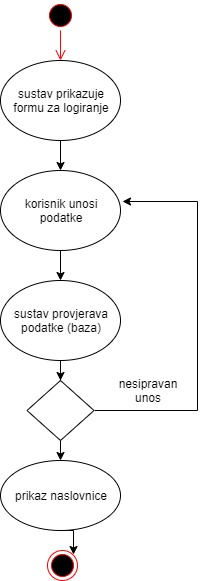 sustav prikazuje
formu za logiranje
korisnik unosi
podatke
sustav provjerava
podatke (baza)
nesipravan
unos
prikaz naslovnice